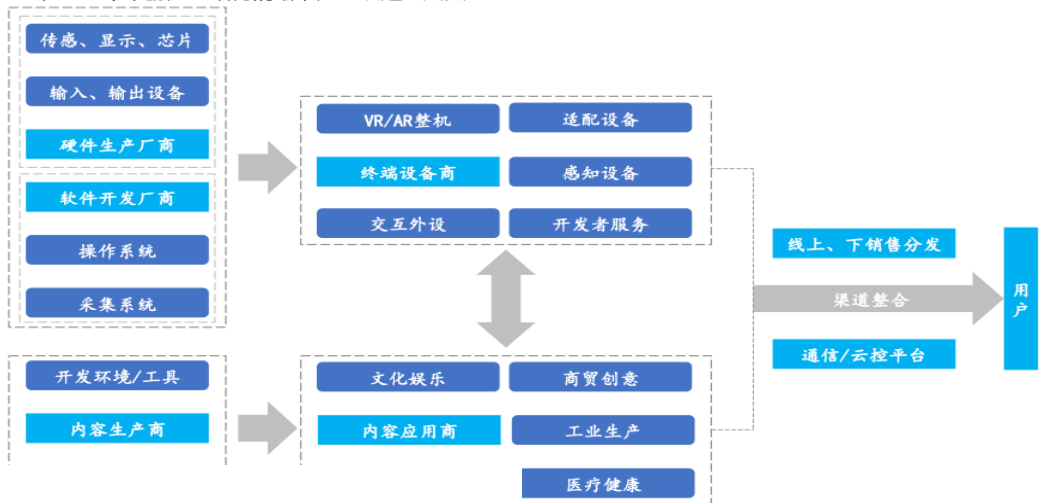 传感、显示、芯片
输入、输出设备
硬件生产厂商
软件开发厂商
操作系统
采集系统
VR/AR整机
适配设备
终端设备商
感知设备
交互外设
开发者服务
开发环境/工具
内容生产商
文化娱乐
商贸创意
内容应用商
工业生产
医疗健康
线上、下销售分发
渠道整合
通信/云控平台
用户